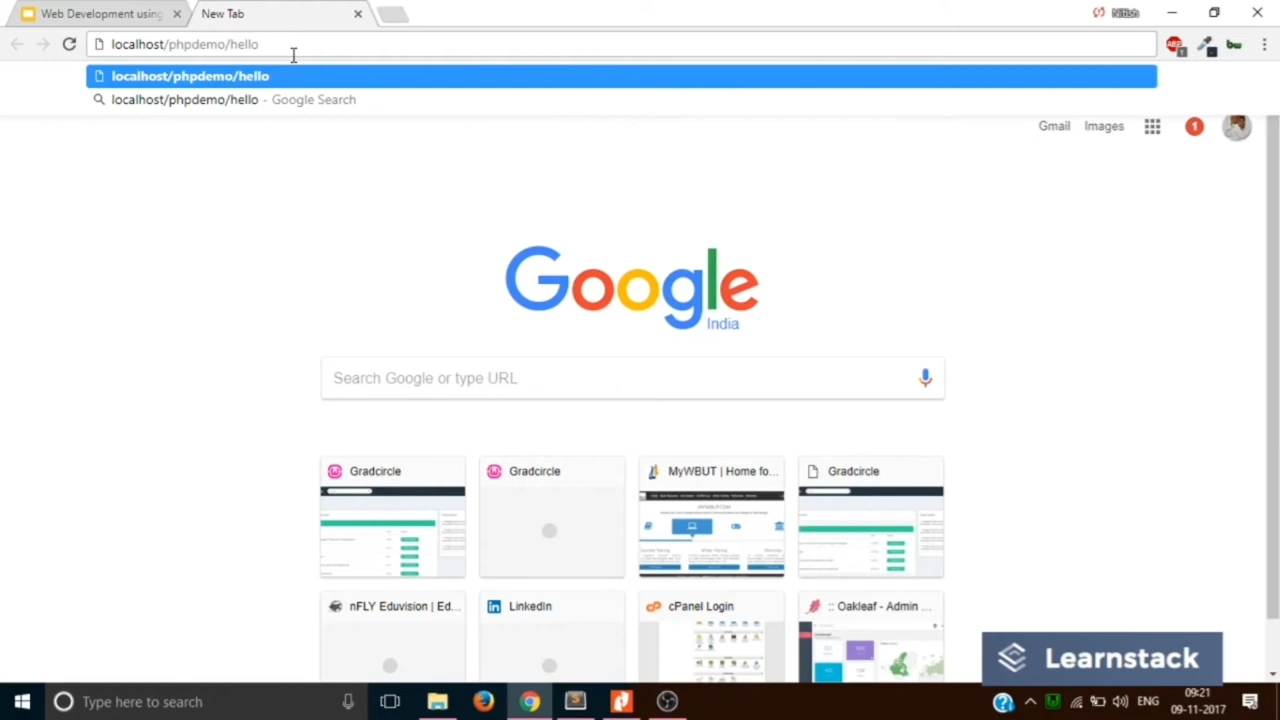 Web Development using
New Tab
Nitish
localhost/phpdemo/hello
localhost/phpdemo/hello
localhost/phpdemo/hello - Google Search
Gmail
Images
1
Google
India
Search Google or type URL
Gradcircle
Gradcircle
MyWBUT | Home fo...
Gradcircle
nFLY Eduvision | Ed...
LinkedIn
cPanel Login
:: Oakleaf - Admin ...
Learnstack
Type here to search
ENG
09:21
09-11-2017